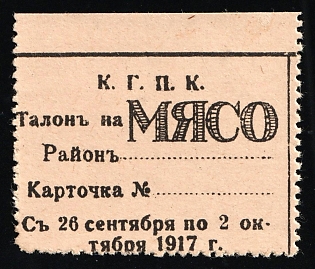 К. Г. П. К.
Талонъ на МЯСО
Районъ
Карточка №
Съ 26 сентября по 2 ок-
тября 1917 г.